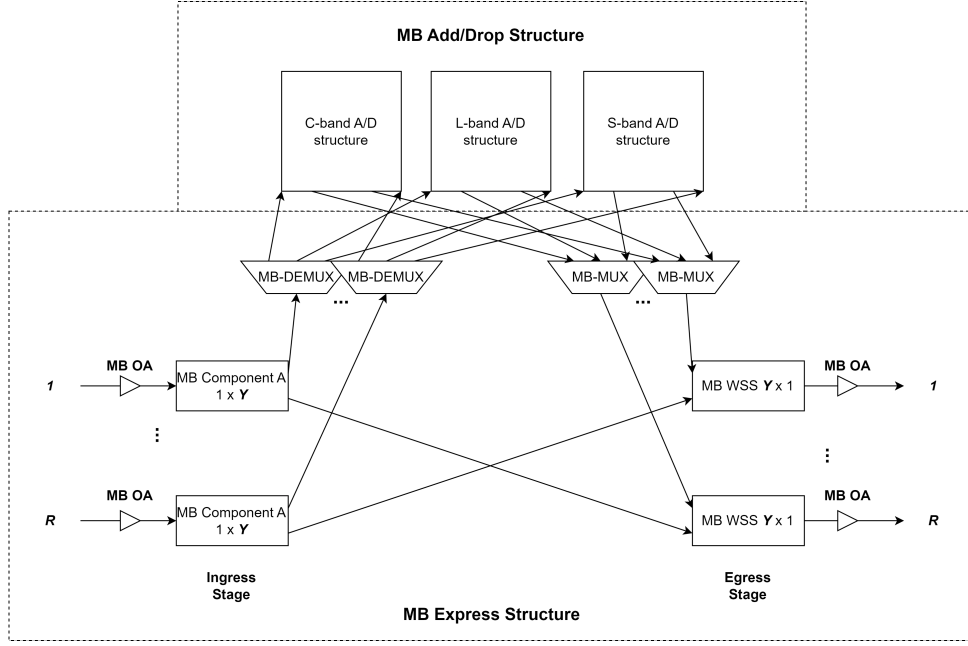 MB Add/Drop Structure
C-band A/D
structure
L-band A/D
structure
S-band A/D
structure
MB-DEMUX
MB-DEMUX
MB-MUX
MB-MUX
...
...
MB OA
MB OA
1
MB Component A
1 x Y
MB WSS Y x 1
1
...
...
MB OA
MB OA
R
MB Component A
1 x Y
MB WSS Y x 1
R
Ingress
Stage
Egress
Stage
MB Express Structure